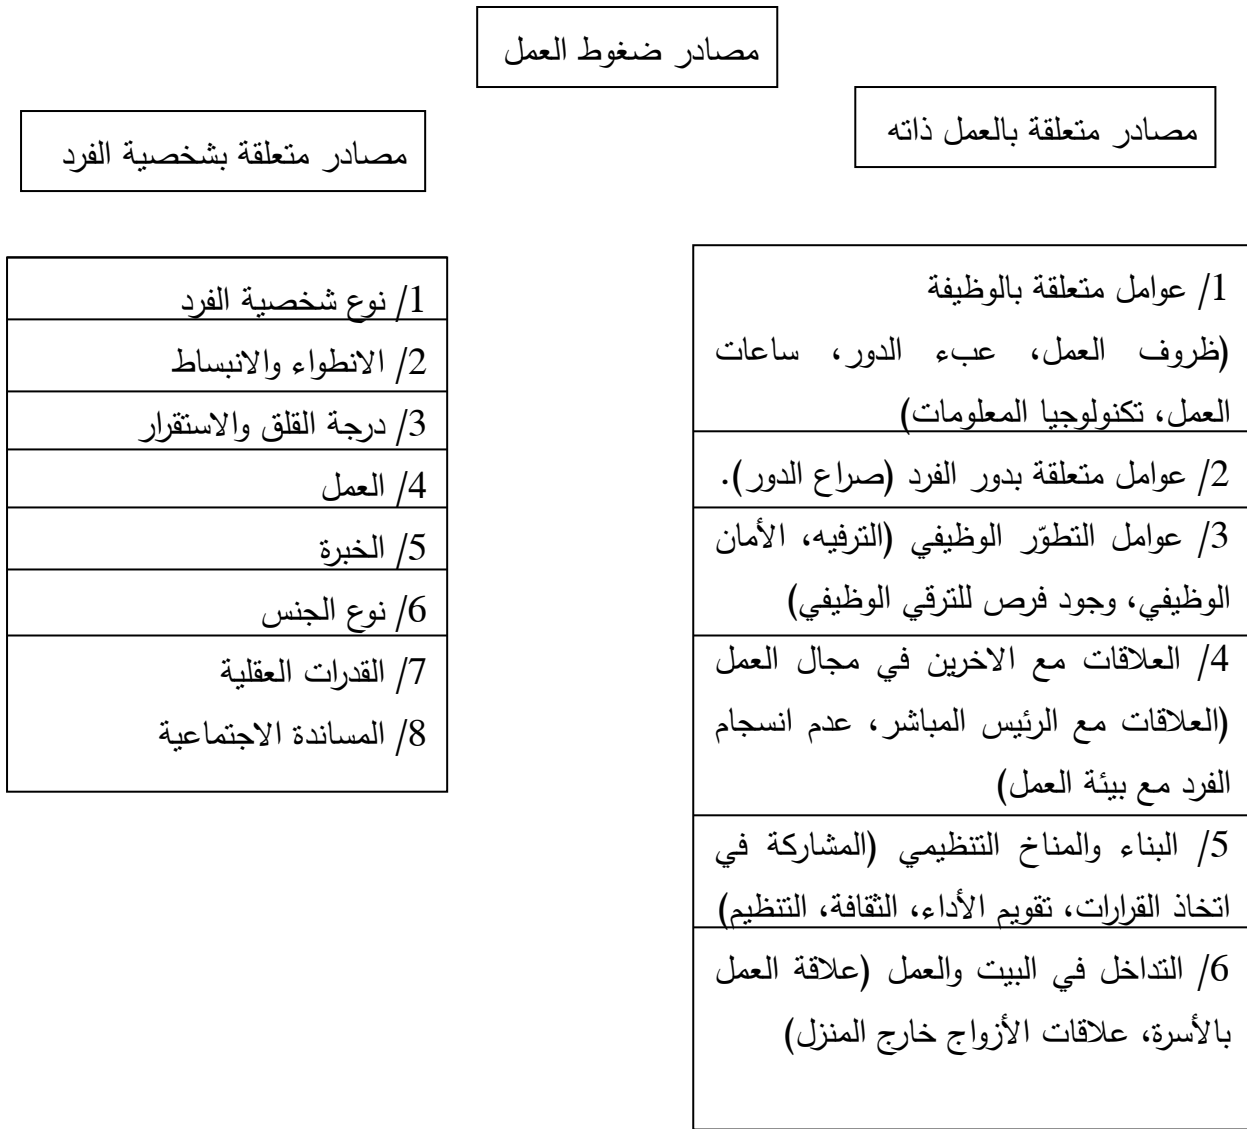 مصادر ضغوط العمل
مصادر متعلقة بالعمل ذاته
مصادر متعلقة بشخصية الفرد
1/ عوامل متعلقة بالوظيفة
(ظروف العمل، عبء الدور، ساعات
العمل، تكنولوجيا المعلومات)
2/ عوامل متعلقة بدور الفرد (صراع الدور).
3/ عوامل التطوّر الوظيفي (الترفيه، الأمان
الوظيفي، وجود فرص للترقي الوظيفي)
4/ العلاقات مع الاخرين في مجال العمل
(العلاقات مع الرئيس المباشر، عدم انسجام
الفرد مع بيئة العمل)
5/ البناء والمناخ التنظيمي (المشاركة في
اتخاذ القرارات، تقويم الأداء، الثقافة، التنظيم)
6/ التداخل في البيت والعمل (علاقة العمل
بالأسرة، علاقات الأزواج خارج المنزل)
1/ نوع شخصية الفرد
2/ الانطواء والانبساط
3/ درجة القلق والاستقرار
4/ العمل
5/ الخبرة
6/ نوع الجنس
7/ القدرات العقلية
8/ المساندة الاجتماعية